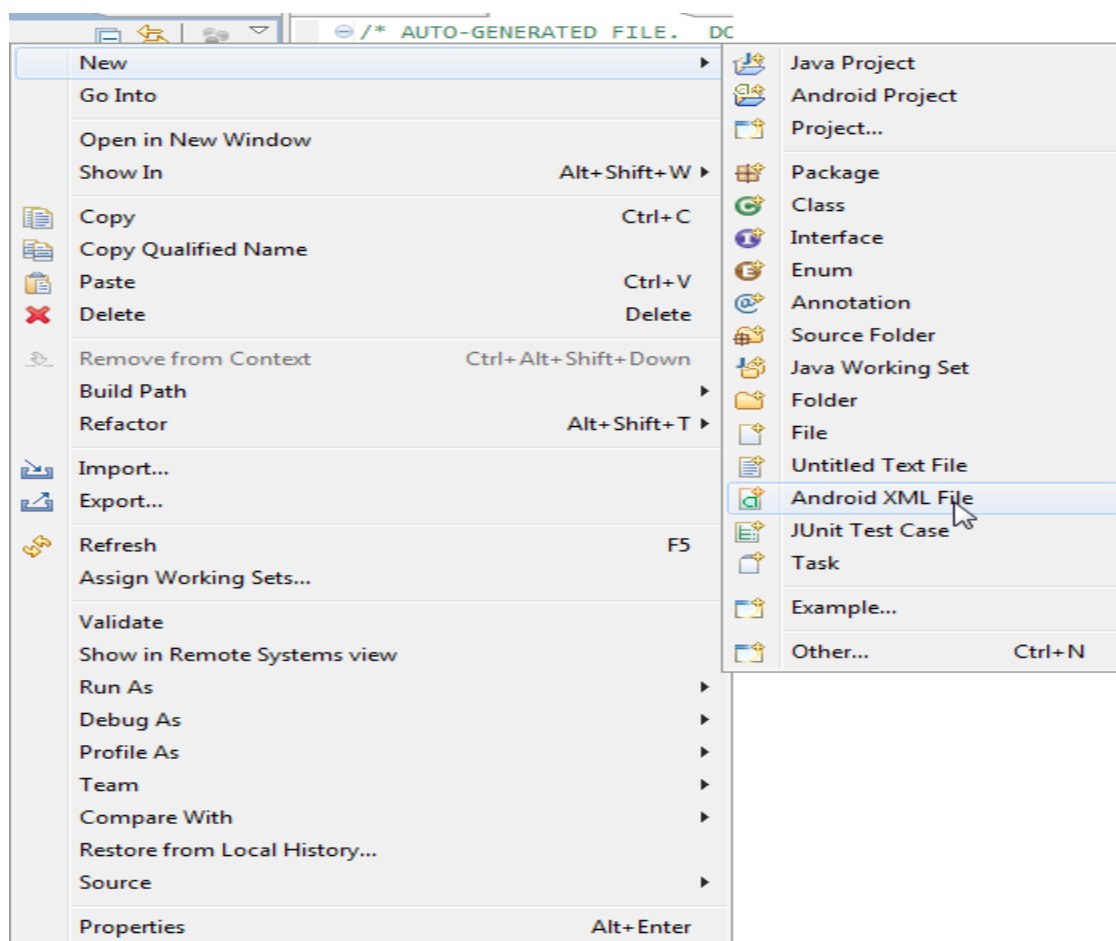 /* AUTO-GENERATED FILE. DO
New
Go Into
Open in New Window
Show In Alt+Shift+W
Copy Ctrl+C
Copy Qualified Name
Paste Ctrl+V
Delete Delete
Remove from Context Ctrl+Alt+Shift+Down
Build Path
Refactor Alt+Shift+T
Import...
Export...
Refresh F5
Assign Working Sets...
Validate
Show in Remote Systems view
Run As
Debug As
Profile As
Team
Compare With
Restore from Local History...
Source
Properties Alt+Enter
Java Project
Android Project
Project...
Package
Class
Interface
Enum
Annotation
Source Folder
Java Working Set
Folder
File
Untitled Text File
Android XML File
JUnit Test Case
Task
Example...
Other... Ctrl+N